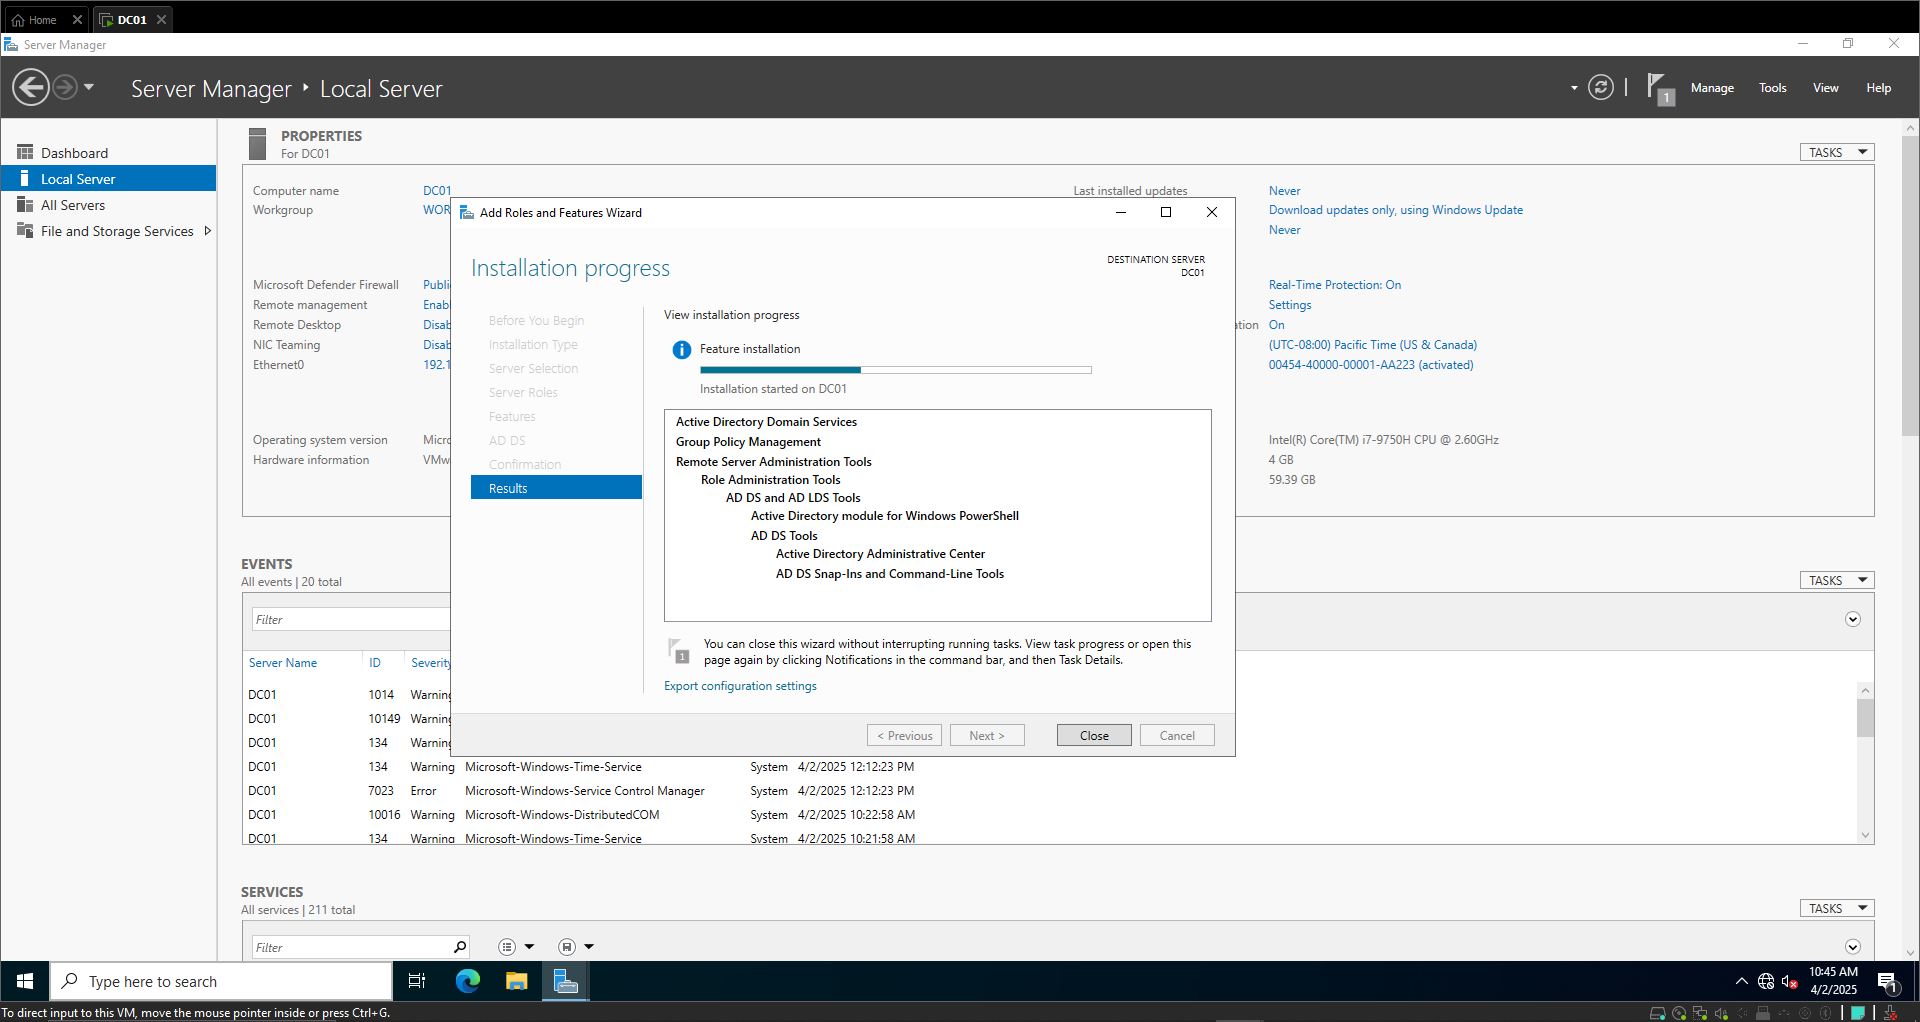 Home
DC01
Server Manager
Server Manager
Local Server
1
Manage
Tools
View
Help
Dashboard
Local Server
All Servers
File and Storage Services
PROPERTIES
For DC01
TASKS
Computer name
DC01
Workgroup
WOR
Last installed updates
Never
Download updates only, using Windows Update
Never
Microsoft Defender Firewall
Publi
Remote management
Enab
Remote Desktop
Disab
NIC Teaming
Disab
Ethernet0
192.1
Real-Time Protection: On
Settings
ation
On
(UTC-08:00) Pacific Time (US & Canada)
00454-40000-00001-AA223 (activated)
Operating system version
Micro
Hardware information
VMw
Intel(R) Core(TM) i7-9750H CPU @ 2.60GHz
4 GB
59.39 GB
Add Roles and Features Wizard
Installation progress
DESTINATION SERVER
DC01
Before You Begin
Installation Type
Server Selection
Server Roles
Features
AD DS
Confirmation
Results
View installation progress
Feature installation
Installation started on DC01
Active Directory Domain Services
Group Policy Management
Remote Server Administration Tools
Role Administration Tools
AD DS and AD LDS Tools
Active Directory module for Windows PowerShell
AD DS Tools
Active Directory Administrative Center
AD DS Snap-Ins and Command-Line Tools
1
You can close this wizard without interrupting running tasks. View task progress or open this
page again by clicking Notifications in the command bar, and then Task Details.
Export configuration settings
< Previous
Next >
Close
Cancel
EVENTS
All events | 20 total
TASKS
Filter
Server Name ID Severity
DC01 1014 Warning
DC01 10149 Warning
DC01 134 Warning
DC01 134 Warning Microsoft-Windows-Time-Service System 4/2/2025 12:12:23 PM
DC01 7023 Error Microsoft-Windows-Service Control Manager System 4/2/2025 12:12:23 PM
DC01 10016 Warning Microsoft-Windows-DistributedCOM System 4/2/2025 10:22:58 AM
DC01 134 Warning Microsoft-Windows-Time-Service System 4/2/2025 10:21:58 AM
SERVICES
All services | 211 total
TASKS
Filter
Type here to search
10:45 AM
4/2/2025
1
To direct input to this VM, move the mouse pointer inside or press Ctrl+G.